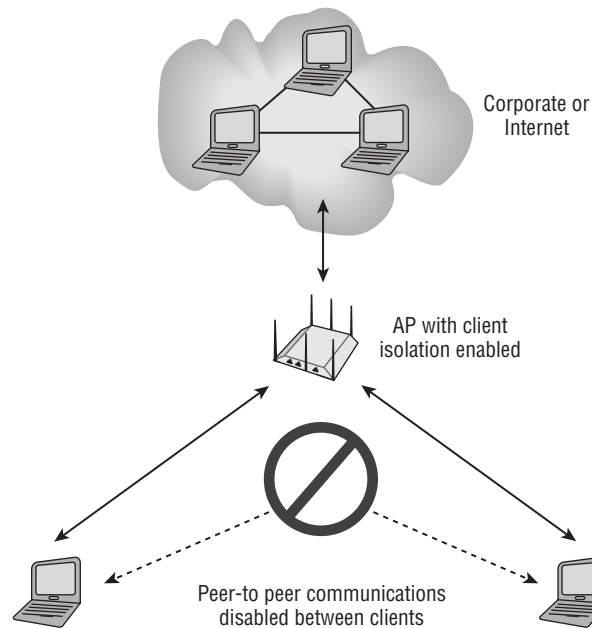 Corporate or
Internet
AP with client
isolation enabled
Peer-to peer communications
disabled between clients